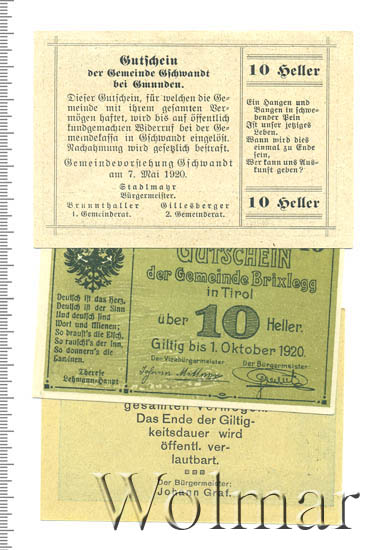 Gutschein
der Gemeinde Gschwandt
bei Gmunden.
Dieser Gutschein, für welchen die Ge-
meinde mit ihrem gesamten Ver-
mögen haftet, wird bis auf öffentlich
kundgemachten Widerruf bei der Ge-
meindekassa in Gschwandt eingelöst.
Nachahmung wird gesetzlich bestraft.
Gemeindevorstehung Gschwandt
am 7. Mai 1920.
Stadlmayr
Bürgermeister.
Brunnthaller Gillesberger
1. Gemeinderat. 2. Gemeinderat.
10 Heller
Ein Hangen und
Bangen in schwe-
bender Pein
Ist unser jetziges
Leben.
Wann wird dies
einmal zu Ende
sein,
Wer kann uns Aus-
kunft geben?
10 Heller
GUTSCHEIN
10
der Gemeinde Brixlegg
in Tirol
über 10 Heller.
Giltig bis 1. Oktober 1920.
Der Vizebürgermeister Der Bürgermeister
Deutsch ist das Herz,
Deutsch ist der Sinn
Und deutsch sind
Wort und Mienen;
So braust's die Elsch,
So rauscht's der Inn,
So donnern's die
Laminen.
Therese
Lehmann-Haupt
gesamten Vermögen.
Das Ende der Giltig-
keitsdauer wird
öffentl. ver-
lautbart.
Der Bürgermeister:
Johann Graf.
Wolmar